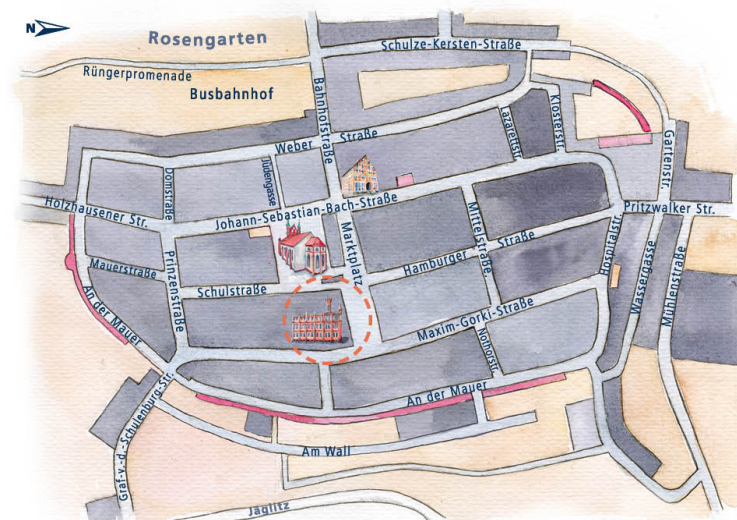 N
Rosengarten
Schulze-Kersten-Straße
Rüngerpromenade
Busbahnhof
Bahnhofstraße
Weber Straße
Lazarettstr.
Klosterstr.
Gartenstr.
Domstraße
Judengasse
Holzhausener Str.
Johann-Sebastian-Bach-Straße
Pritzwalker Str.
Marktplatz
Mittelstraße
Hamburger Straße
Hospitalstr.
Wassergasse
Mühlenstraße
Mauerstraße
Prinzenstraße
Schulstraße
An der Mauer
Maxim-Gorki-Straße
Nothorstr.
An der Mauer
Graf-v.-d.-Schulenburg-Str.
Am Wall
Jäglitz